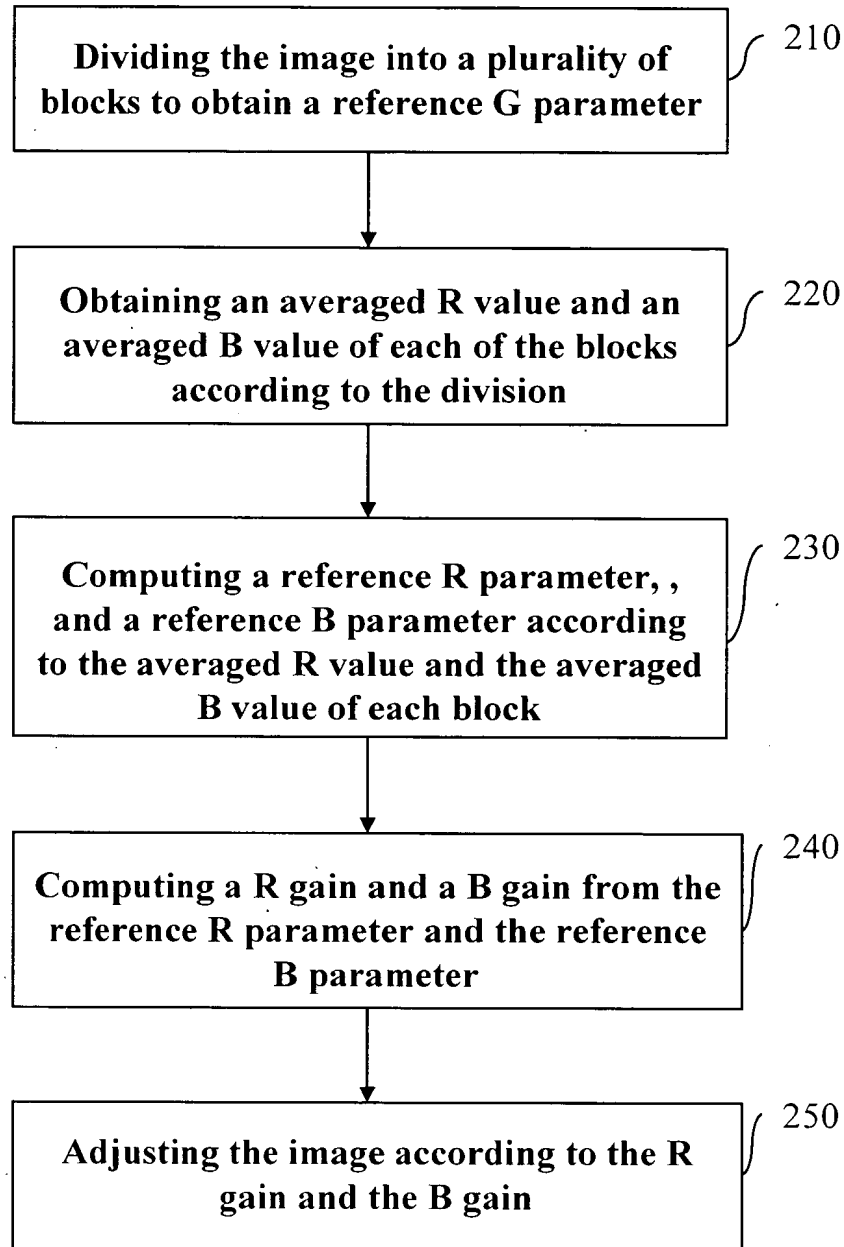 Dividing the image into a plurality of
blocks to obtain a reference G parameter
210
Obtaining an averaged R value and an
averaged B value of each of the blocks
according to the division
220
Computing a reference R parameter, ,
and a reference B parameter according
to the averaged R value and the averaged
B value of each block
230
Computing a R gain and a B gain from the
reference R parameter and the reference
B parameter
240
Adjusting the image according to the R
gain and the B gain
250